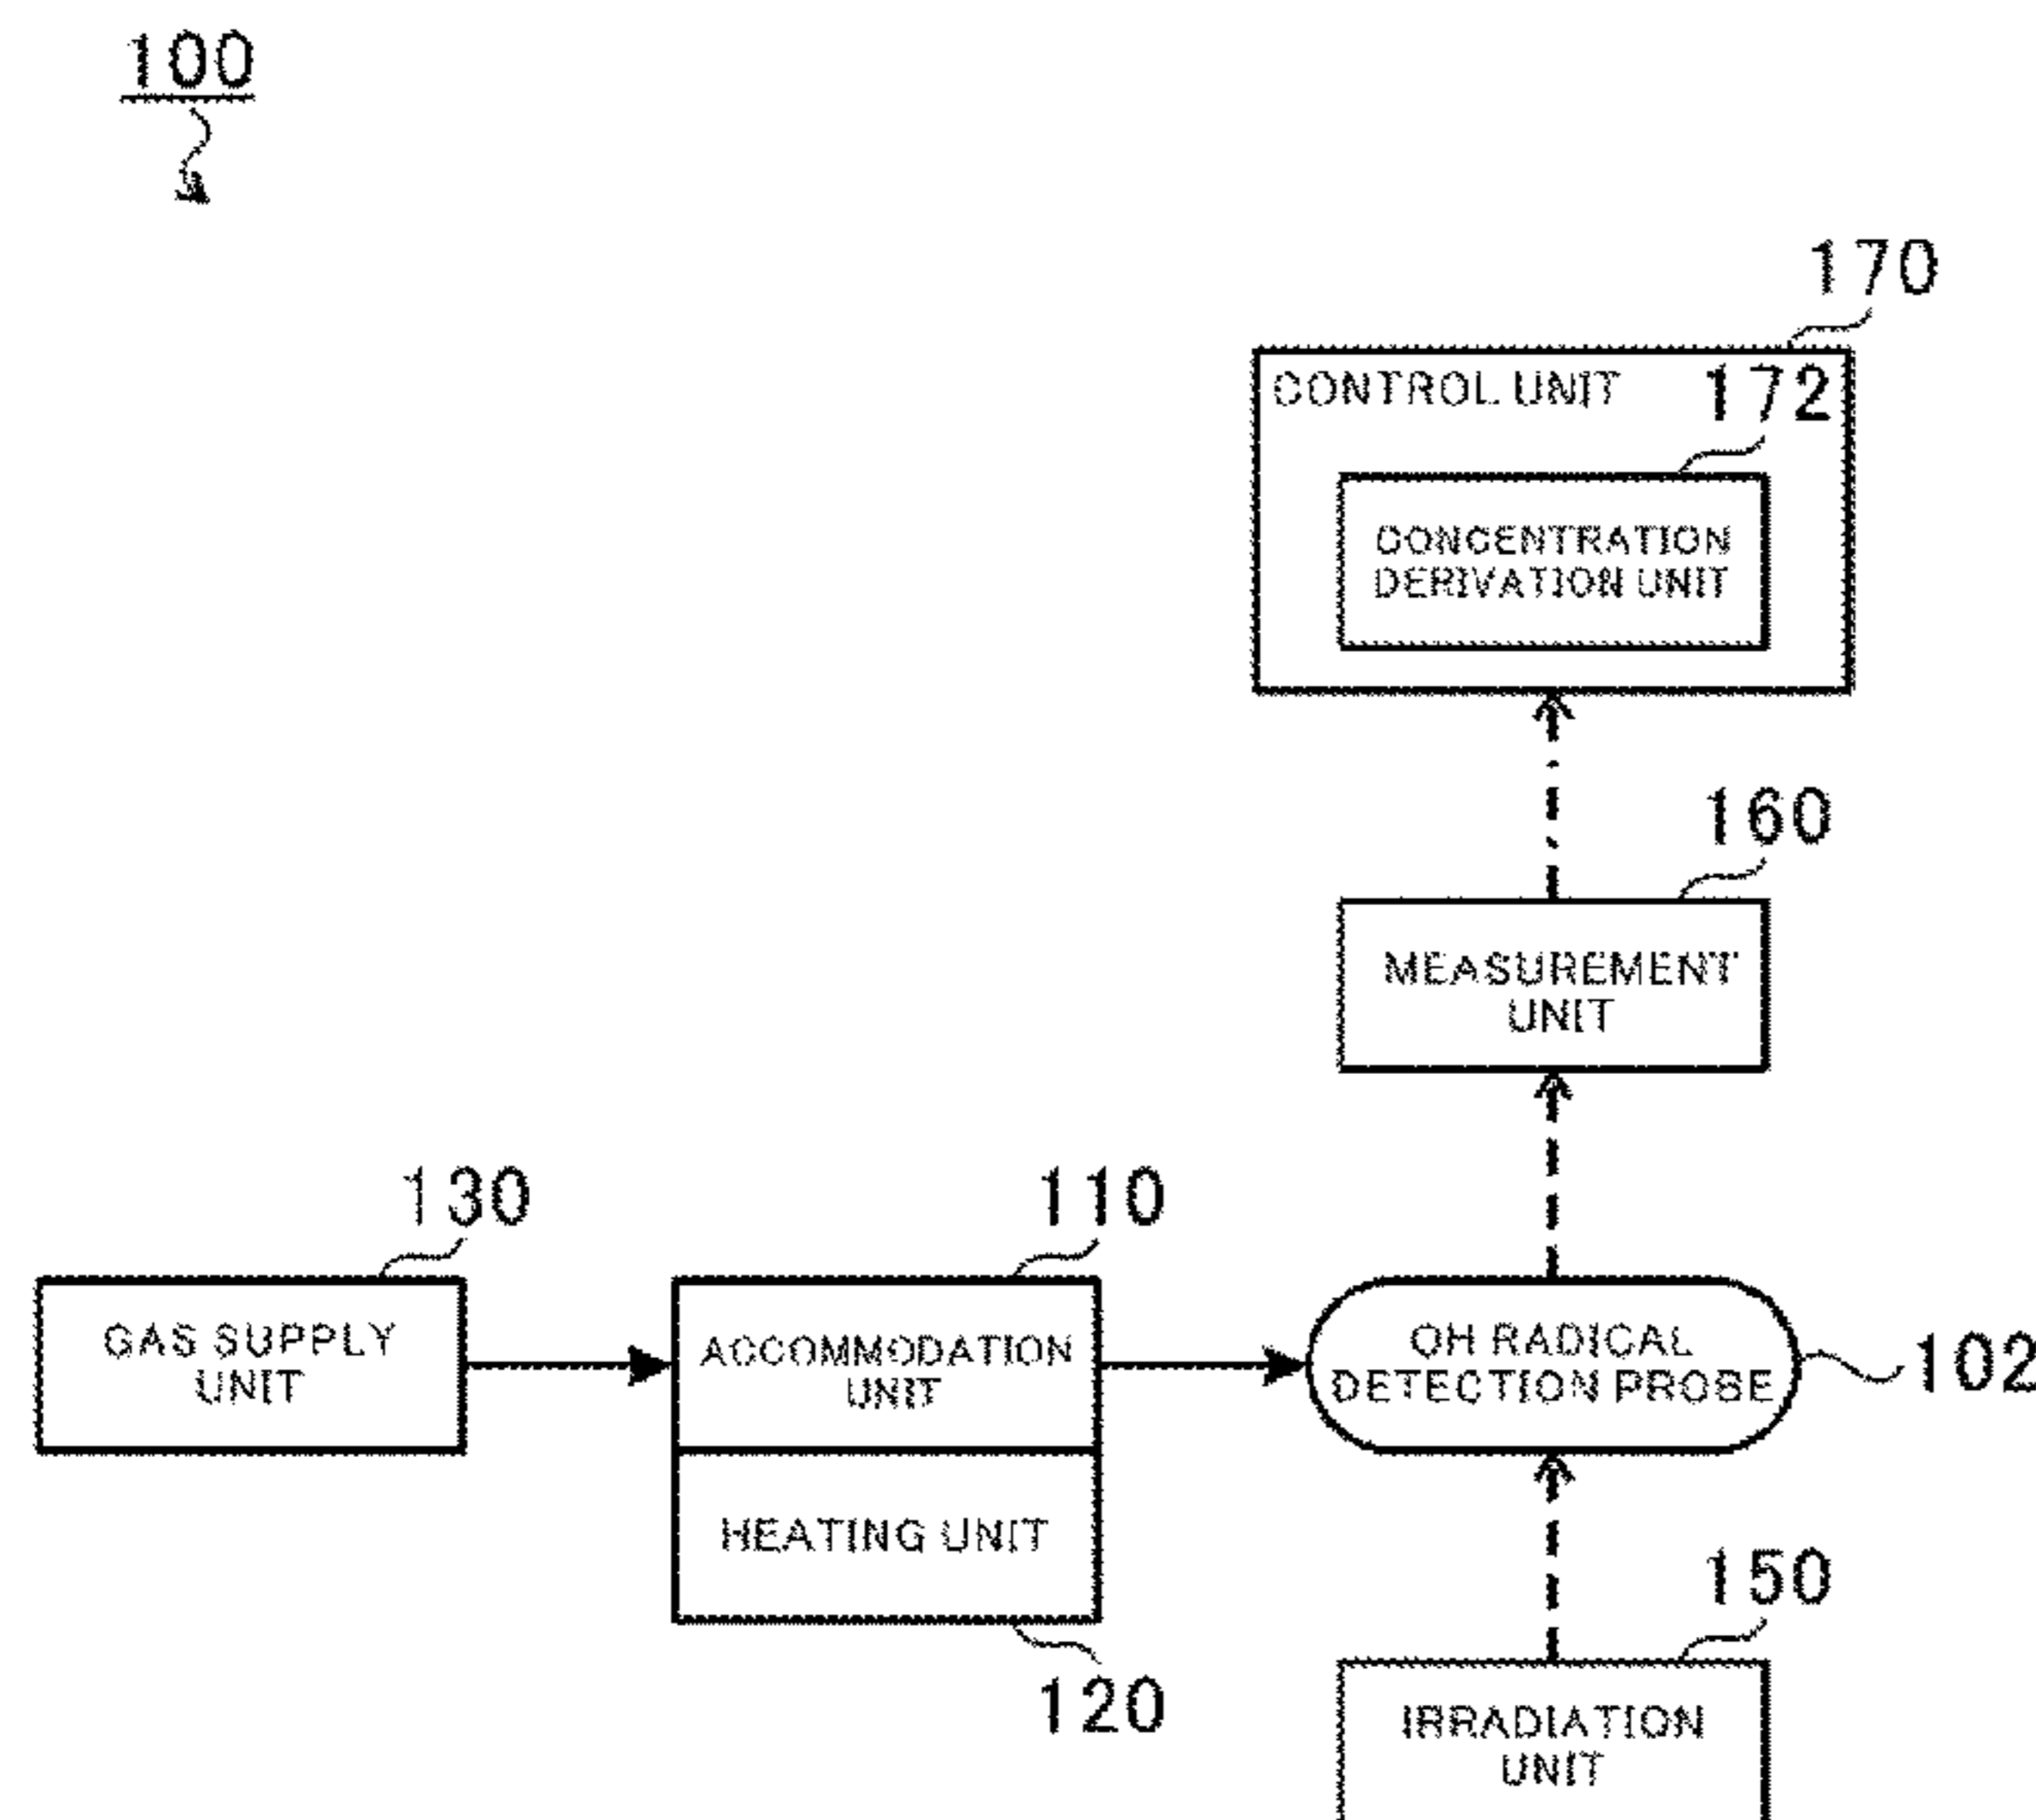 100
170
CONTROL UNIT
172
CONCENTRATION
DERIVATION UNIT
160
MEASUREMENT
UNIT
130
110
GAS SUPPLY
UNIT
ACCOMMODATION
UNIT
OH RADICAL
DETECTION PROBE
102
HEATING UNIT
120
150
IRRADIATION
UNIT